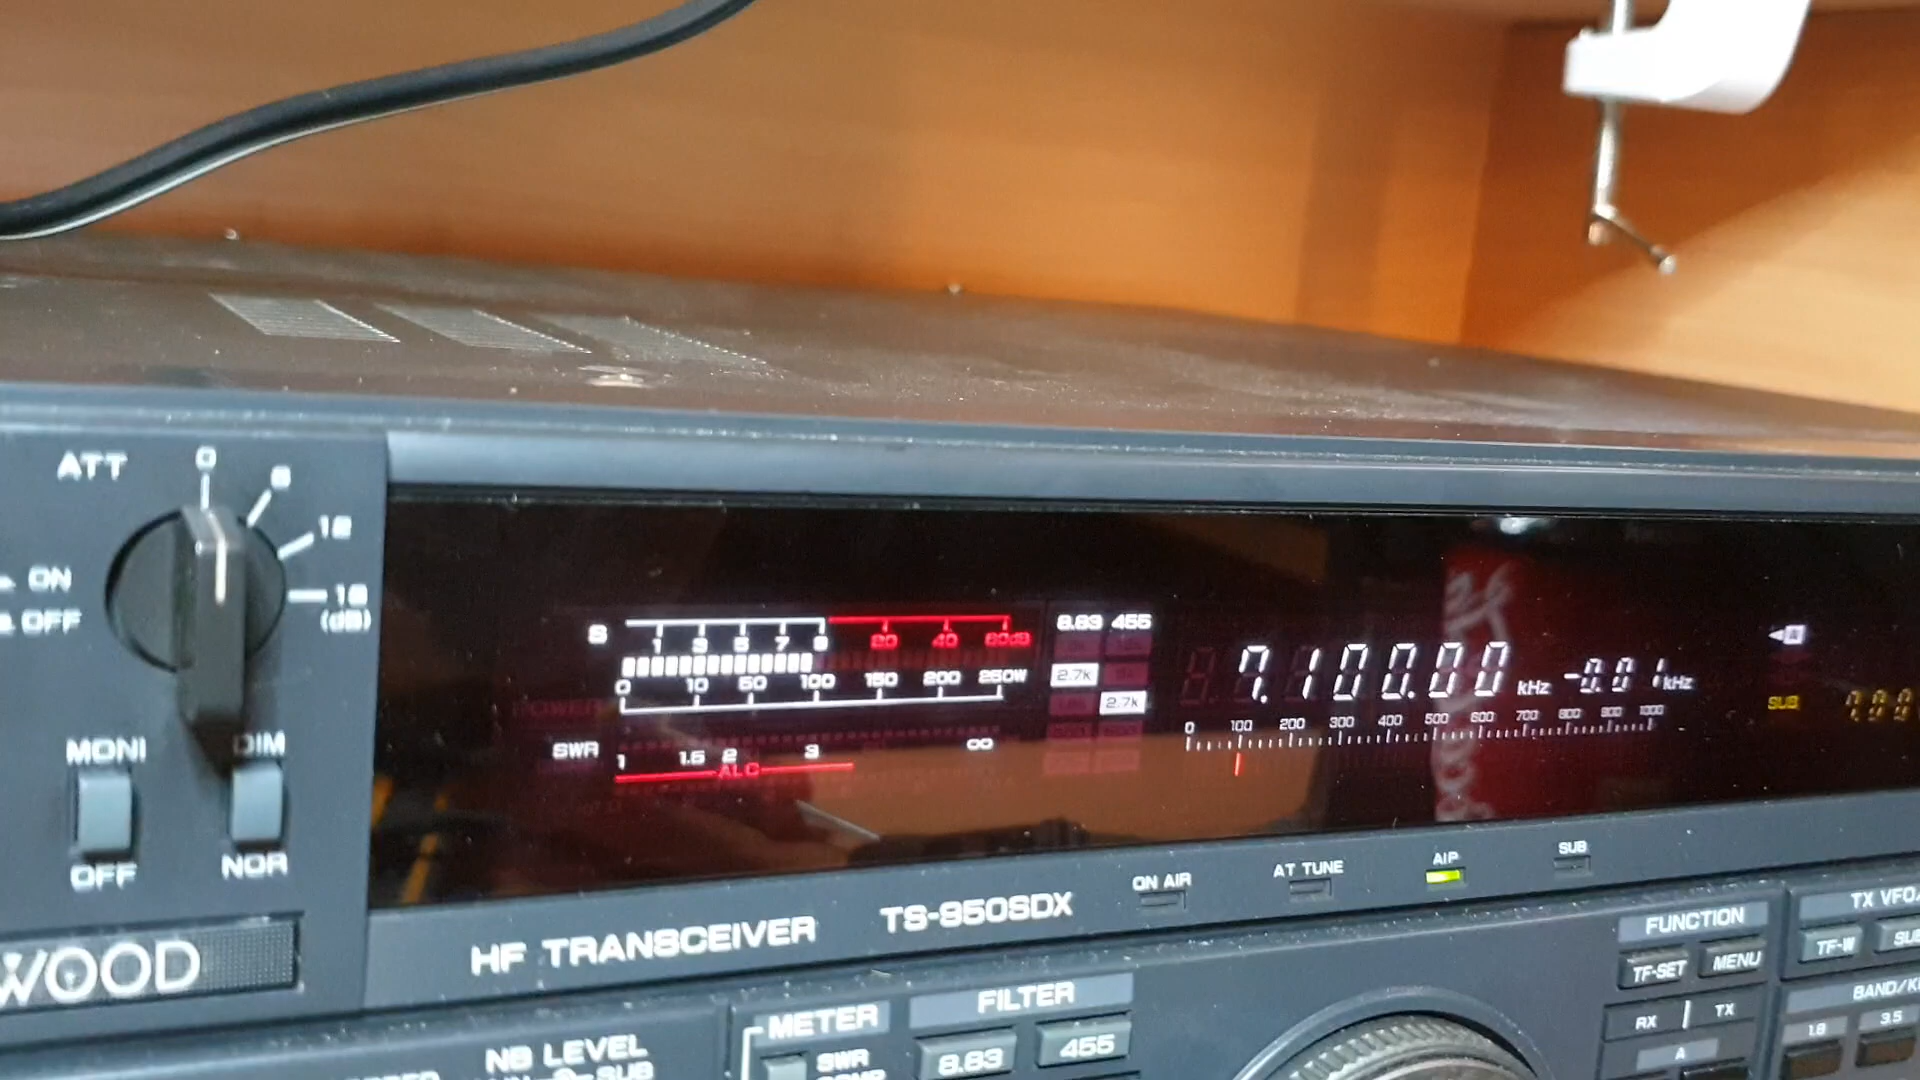 ATT
0
6
12
18
(dB)
ON
OFF
MONI
DIM
OFF
NOR
WOOD
S
1 3 5 7 9 20 40 60dB
0 10 50 100 150 200 250W
POWER
SWR
1 1.5 2 3 ∞
ALC
8.83 455
2.7k
2.7k
7.100.00 kHz -0.01 kHz
0 100 200 300 400 500 600 700 800 900 1000
A
SUB
HF TRANSCEIVER TS-950SDX
ON AIR
AT TUNE
AIP
SUB
FUNCTION
TF-SET MENU
RX TX
A
TX VFO
TF-W
1.8 3.5
METER
SWR
FILTER
8.83 455
NB LEVEL
SUB